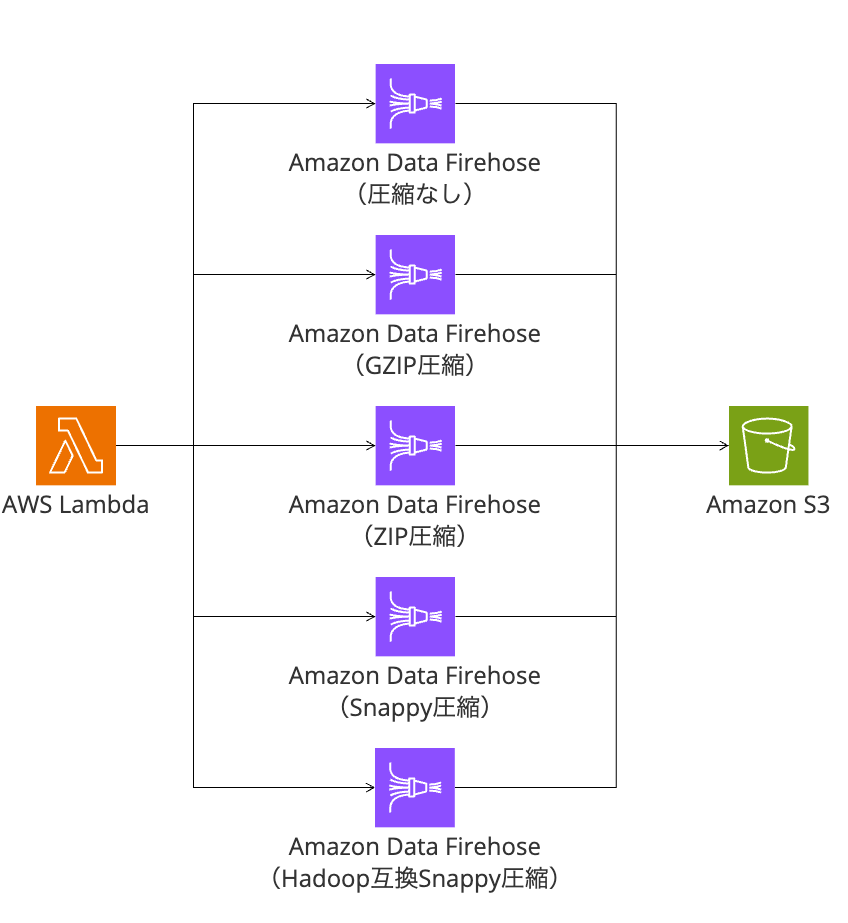 Amazon Data Firehose
（圧縮なし）
Amazon Data Firehose
（GZIP圧縮）
AWS Lambda
Amazon Data Firehose
（ZIP圧縮）
Amazon S3
Amazon Data Firehose
（Snappy圧縮）
Amazon Data Firehose
（Hadoop互換Snappy圧縮）